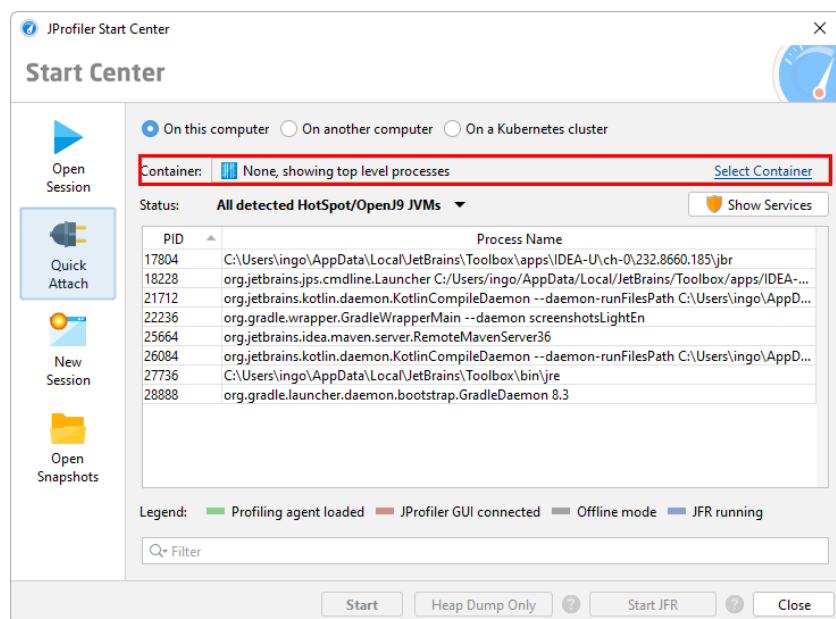 JProfiler Start Center
Start Center
Open
Session
Quick
Attach
New
Session
Open
Snapshots
On this computer On another computer On a Kubernetes cluster
Container: None, showing top level processes Select Container
Status: All detected HotSpot/OpenJ9 JVMs Show Services
PID Process Name
17804 C:\Users\ingo\AppData\Local\JetBrains\Toolbox\apps\IDEA-U\ch-0\232.8660.185\jbr
18228 org.jetbrains.jps.cmdline.Launcher C:/Users/ingo/AppData/Local/JetBrains/Toolbox/apps/IDEA-...
21712 org.jetbrains.kotlin.daemon.KotlinCompileDaemon --daemon-runFilesPath C:\Users\ingo\AppD...
22236 org.gradle.wrapper.GradleWrapperMain --daemon screenshotsLightEn
25664 org.jetbrains.idea.maven.server.RemoteMavenServer36
26084 org.jetbrains.kotlin.daemon.KotlinCompileDaemon --daemon-runFilesPath C:\Users\ingo\AppD...
27736 C:\Users\ingo\AppData\Local\JetBrains\Toolbox\bin\jre
28888 org.gradle.launcher.daemon.bootstrap.GradleDaemon 8.3
Legend: Profiling agent loaded JProfiler GUI connected Offline mode JFR running
Filter
Start Heap Dump Only ? Start JFR ? Close